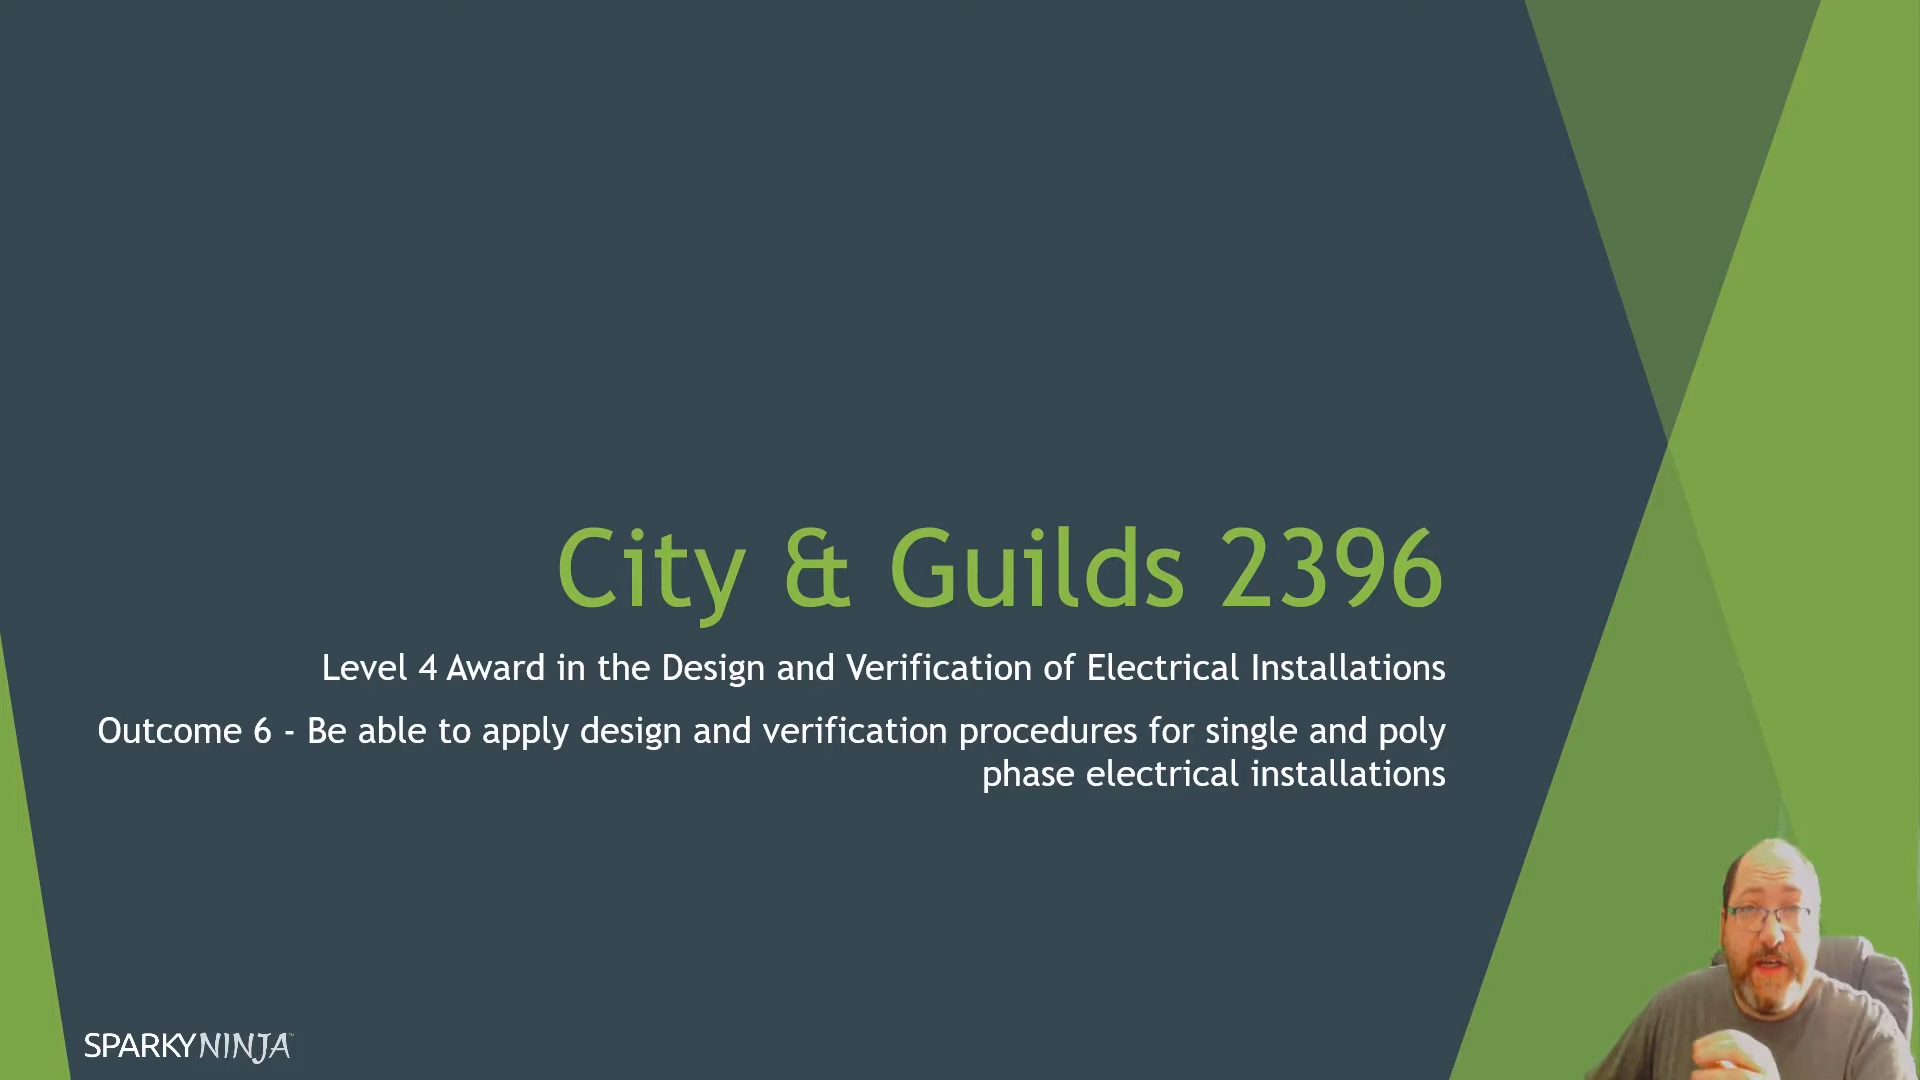 City & Guilds 2396
Level 4 Award in the Design and Verification of Electrical Installations
Outcome 6 - Be able to apply design and verification procedures for single and poly
phase electrical installations
SPARKYNINJA